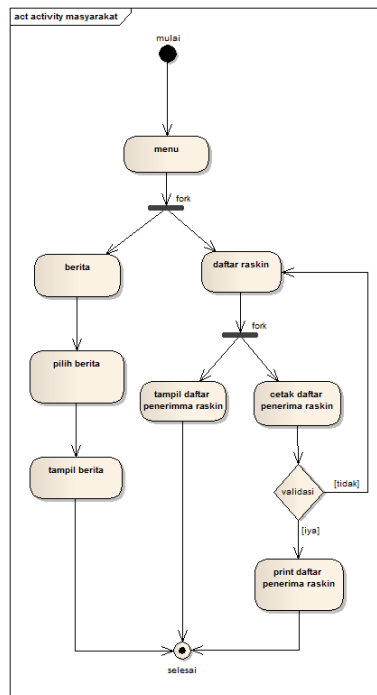 act activity masyarakat
mulai
menu
fork
berita
daftar raskin
fork
pilih berita
tampil daftar
penerimma raskin
cetak daftar
penerima raskin
tampil berita
validasi
[tidak]
[iya]
print daftar
penerima raskin
selesai